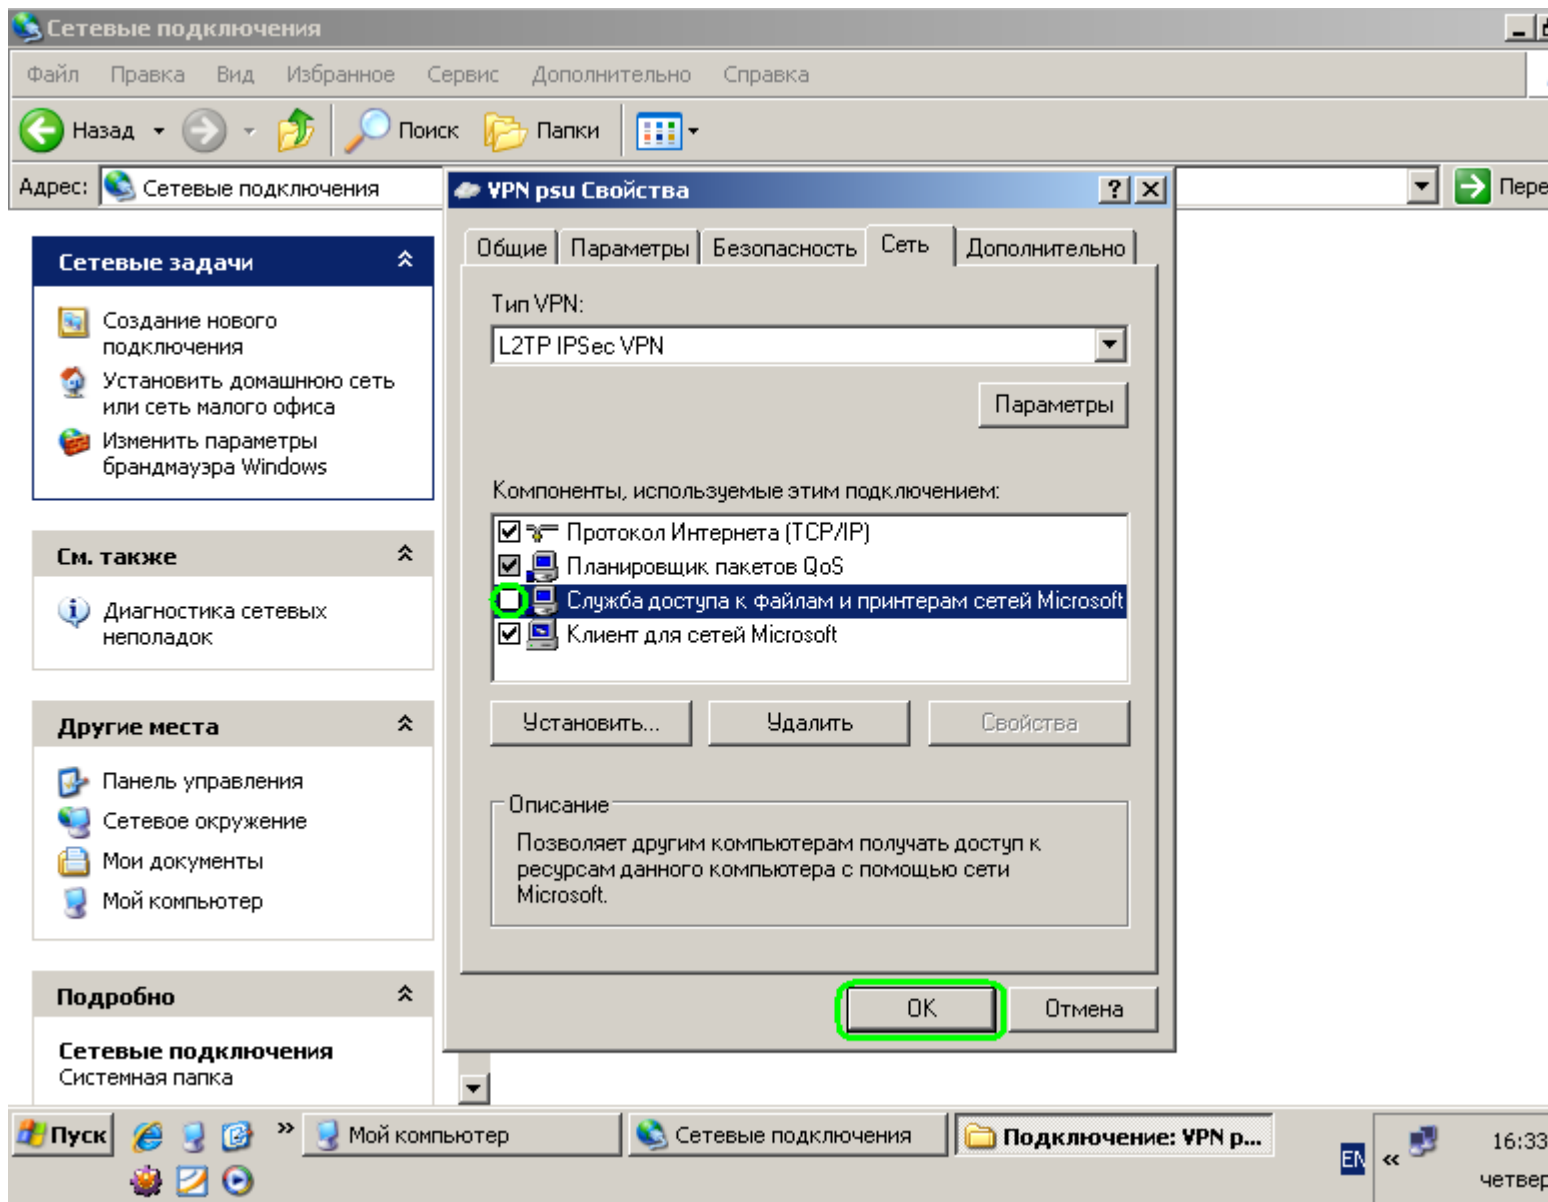 Сетевые подключения
Файл Правка Вид Избранное Сервис Дополнительно Справка
Назад Поиск Папки
Адрес: Сетевые подключения
Сетевые задачи
Создание нового
подключения
Установить домашнюю сеть
или сеть малого офиса
Изменить параметры
брандмауэра Windows
См. также
Диагностика сетевых
неполадок
Другие места
Панель управления
Сетевое окружение
Мои документы
Мой компьютер
Подробно
Сетевые подключения
Системная папка
VPN psu Свойства
Общие Параметры Безопасность Сеть Дополнительно
Тип VPN:
L2TP IPSec VPN
Параметры
Компоненты, используемые этим подключением:
Протокол Интернета (TCP/IP)
Планировщик пакетов QoS
Служба доступа к файлам и принтерам сетей Microsoft
Клиент для сетей Microsoft
Установить... Удалить Свойства
Описание
Позволяет другим компьютерам получать доступ к
ресурсам данного компьютера с помощью сети
Microsoft.
OK Отмена
Пуск Мой компьютер Сетевые подключения Подключение: VPN p...
EN
16:33